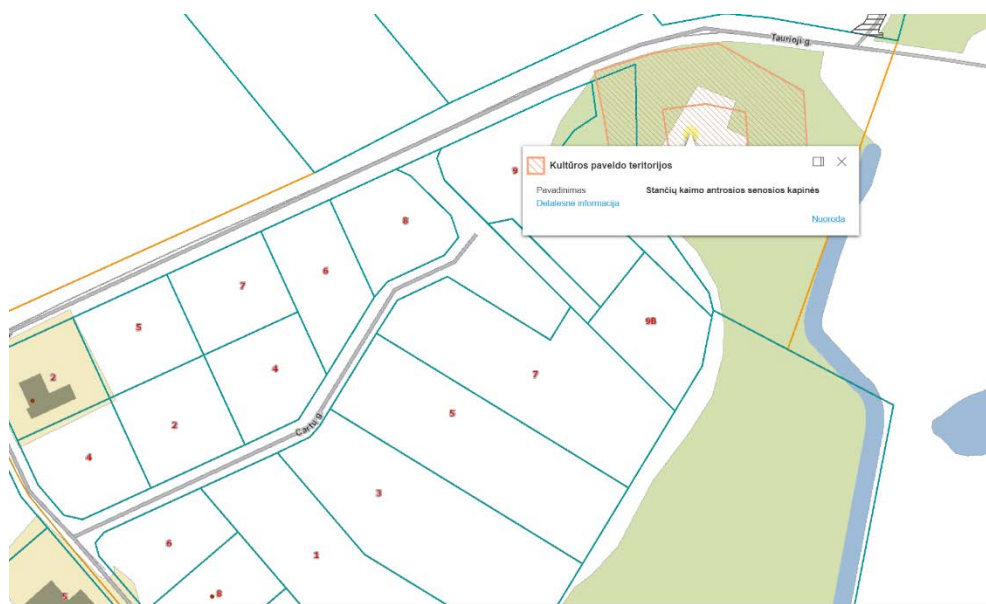 Taurioji g.
Kultūros paveldo teritorijos
9
Pavadinimas Stančių kaimo antrosios senosios kapinės
Detalesnė informacija
Nuoroda
8
6
7
5
9B
4
7
2
2
5
4
Čartų g.
3
6
1
8
5